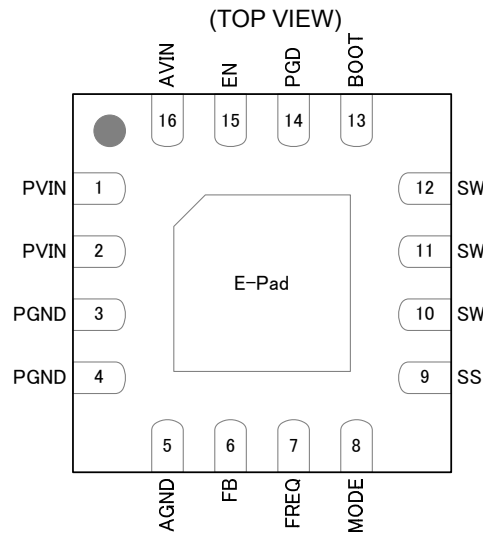 (TOP VIEW)
AVIN
EN
PGD
BOOT
16
15
14
13
PVIN 1
12 SW
PVIN 2
11 SW
E-Pad
PGND 3
10 SW
PGND 4
9 SS
5
6
7
8
AGND
FB
FREQ
MODE